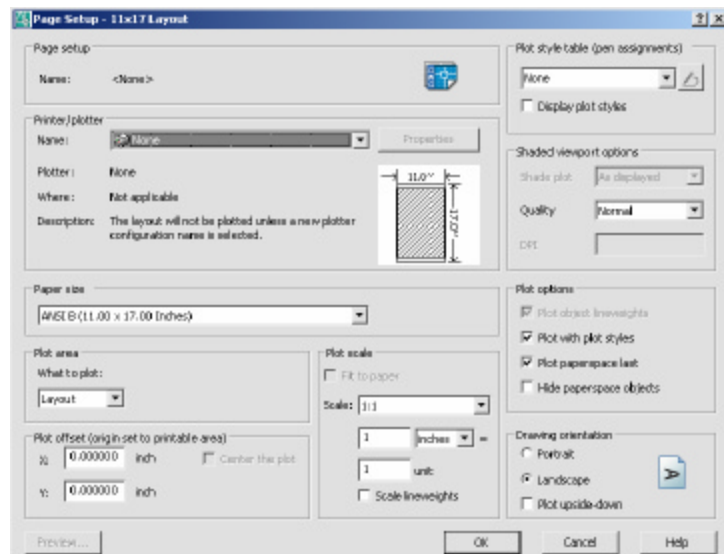 Page Setup - 11x17 Layout
Page setup
Name: <None>
Printer/plotter
Name: None
Properties
Plotter: None
Where: Not applicable
Description: The layout will not be plotted unless a new plotter
configuration name is selected.
11.0''
17.0''
Paper size
ANSI B (11.00 x 17.00 Inches)
Plot area
What to plot:
Layout
Plot offset (origin set to printable area)
X: 0.000000 inch
Center the plot
Y: 0.000000 inch
Plot scale
Fit to paper
Scale: 1:1
1 inches =
1 unit
Scale lineweights
Plot style table (pen assignments)
None
Display plot styles
Shaded viewport options
Shade plot As displayed
Quality Normal
DPI
Plot options
Plot object lineweights
Plot with plot styles
Plot paperspace last
Hide paperspace objects
Drawing orientation
Portrait
Landscape
Plot upside-down
A
Preview...
OK
Cancel
Help